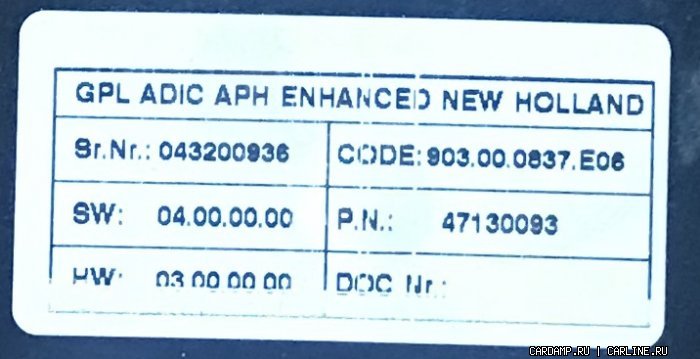 GPL ADIC APH ENHANCED NEW HOLLAND
Sr.Nr.: 043200936 CODE: 903.00.0837.E06
SW: 04.00.00.00 P.N.: 47130093
HW: 03.00.00.00 DOC Nr.:
CARDAMP.RU | CARLINE.RU